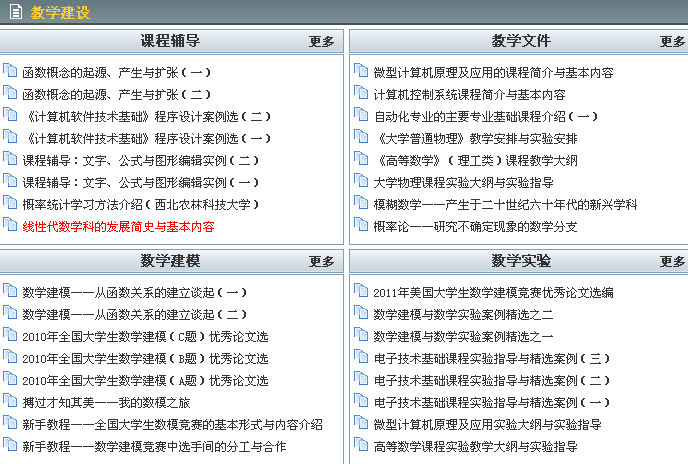 教学建设
课程辅导 更多
函数概念的起源、产生与扩张(一)
函数概念的起源、产生与扩张(二)
《计算机软件技术基础》程序设计案例选(二)
《计算机软件技术基础》程序设计案例选(一)
课程辅导:文字、公式与图形编辑实例(二)
课程辅导:文字、公式与图形编辑实例(一)
概率统计学习方法介绍(西北农林科技大学)
线性代数学科的发展简史与基本内容
教学文件 更多
微型计算机原理及应用的课程简介与基本内容
计算机控制系统课程简介与基本内容
自动化专业的主要专业基础课程介绍(一)
《大学普通物理》教学安排与实验安排
《高等数学》(理工类)课程教学大纲
大学物理课程实验大纲与实验指导
模糊数学——产生于二十世纪六十年代的新兴学科
概率论——研究不确定现象的数学分支
数学建模 更多
数学建模——从函数关系的建立谈起(一)
数学建模——从函数关系的建立谈起(二)
2010年全国大学生数学建模(C题)优秀论文选
2010年全国大学生数学建模(B题)优秀论文选
2010年全国大学生数学建模(A题)优秀论文选
搏过才知其美——我的数模之旅
新手教程——全国大学生数模竞赛的基本形式与内容介绍
新手教程——数学建模竞赛中选手间的分工与合作
数学实验 更多
2011年美国大学生数学建模竞赛优秀论文选编
数学建模与数学实验案例精选之二
数学建模与数学实验案例精选之一
电子技术基础课程实验指导与精选案例(三)
电子技术基础课程实验指导与精选案例(二)
电子技术基础课程实验指导与精选案例(一)
微型计算机原理及应用实验大纲与实验指导
高等数学课程实验教学大纲与实验指导